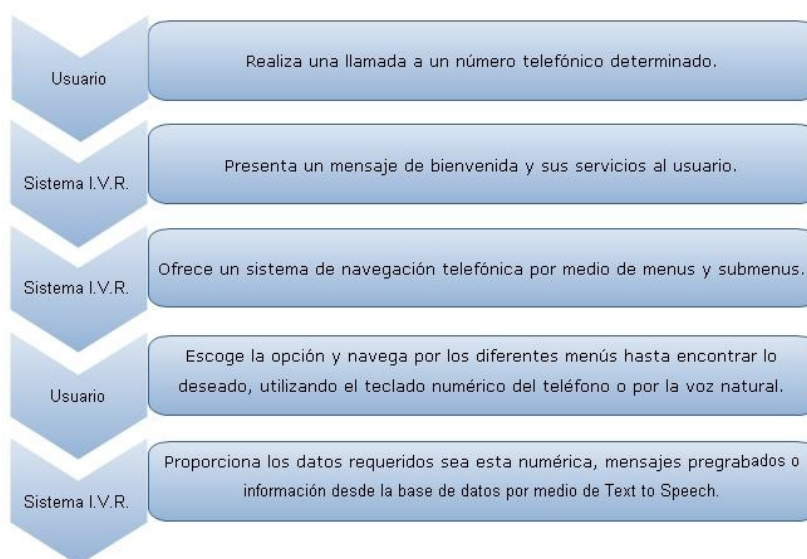 Usuario
Realiza una llamada a un número telefónico determinado.
Sistema I.V.R.
Presenta un mensaje de bienvenida y sus servicios al usuario.
Sistema I.V.R.
Ofrece un sistema de navegación telefónica por medio de menus y submenus.
Usuario
Escoge la opción y navega por los diferentes menús hasta encontrar lo
deseado, utilizando el teclado numérico del teléfono o por la voz natural.
Sistema I.V.R.
Proporciona los datos requeridos sea esta numérica, mensajes pregrabados o
información desde la base de datos por medio de Text to Speech.